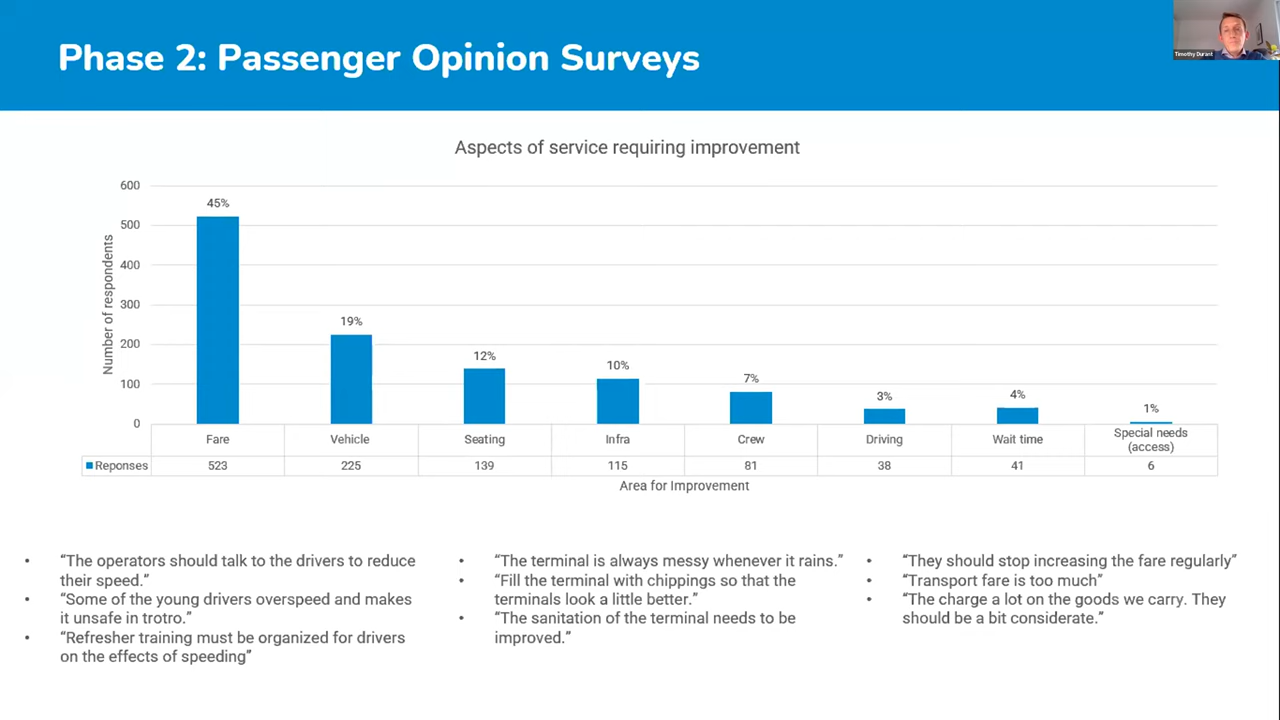 Phase 2: Passenger Opinion Surveys
Timothy Durant
Aspects of service requiring improvement
Number of respondents
600
500
400
300
200
100
0
45%
19%
12%
10%
7%
3%
4%
1%
Fare
Vehicle
Seating
Infra
Crew
Driving
Wait time
Special needs
(access)
Reponses
523
225
139
115
81
38
41
6
Area for Improvement
• “The operators should talk to the drivers to reduce
their speed.”
• “Some of the young drivers overspeed and makes
it unsafe in trotro.”
• “Refresher training must be organized for drivers
on the effects of speeding”
• “The terminal is always messy whenever it rains.”
• “Fill the terminal with chippings so that the
terminals look a little better.”
• “The sanitation of the terminal needs to be
improved.”
• “They should stop increasing the fare regularly”
• “Transport fare is too much”
• “The charge a lot on the goods we carry. They
should be a bit considerate.”